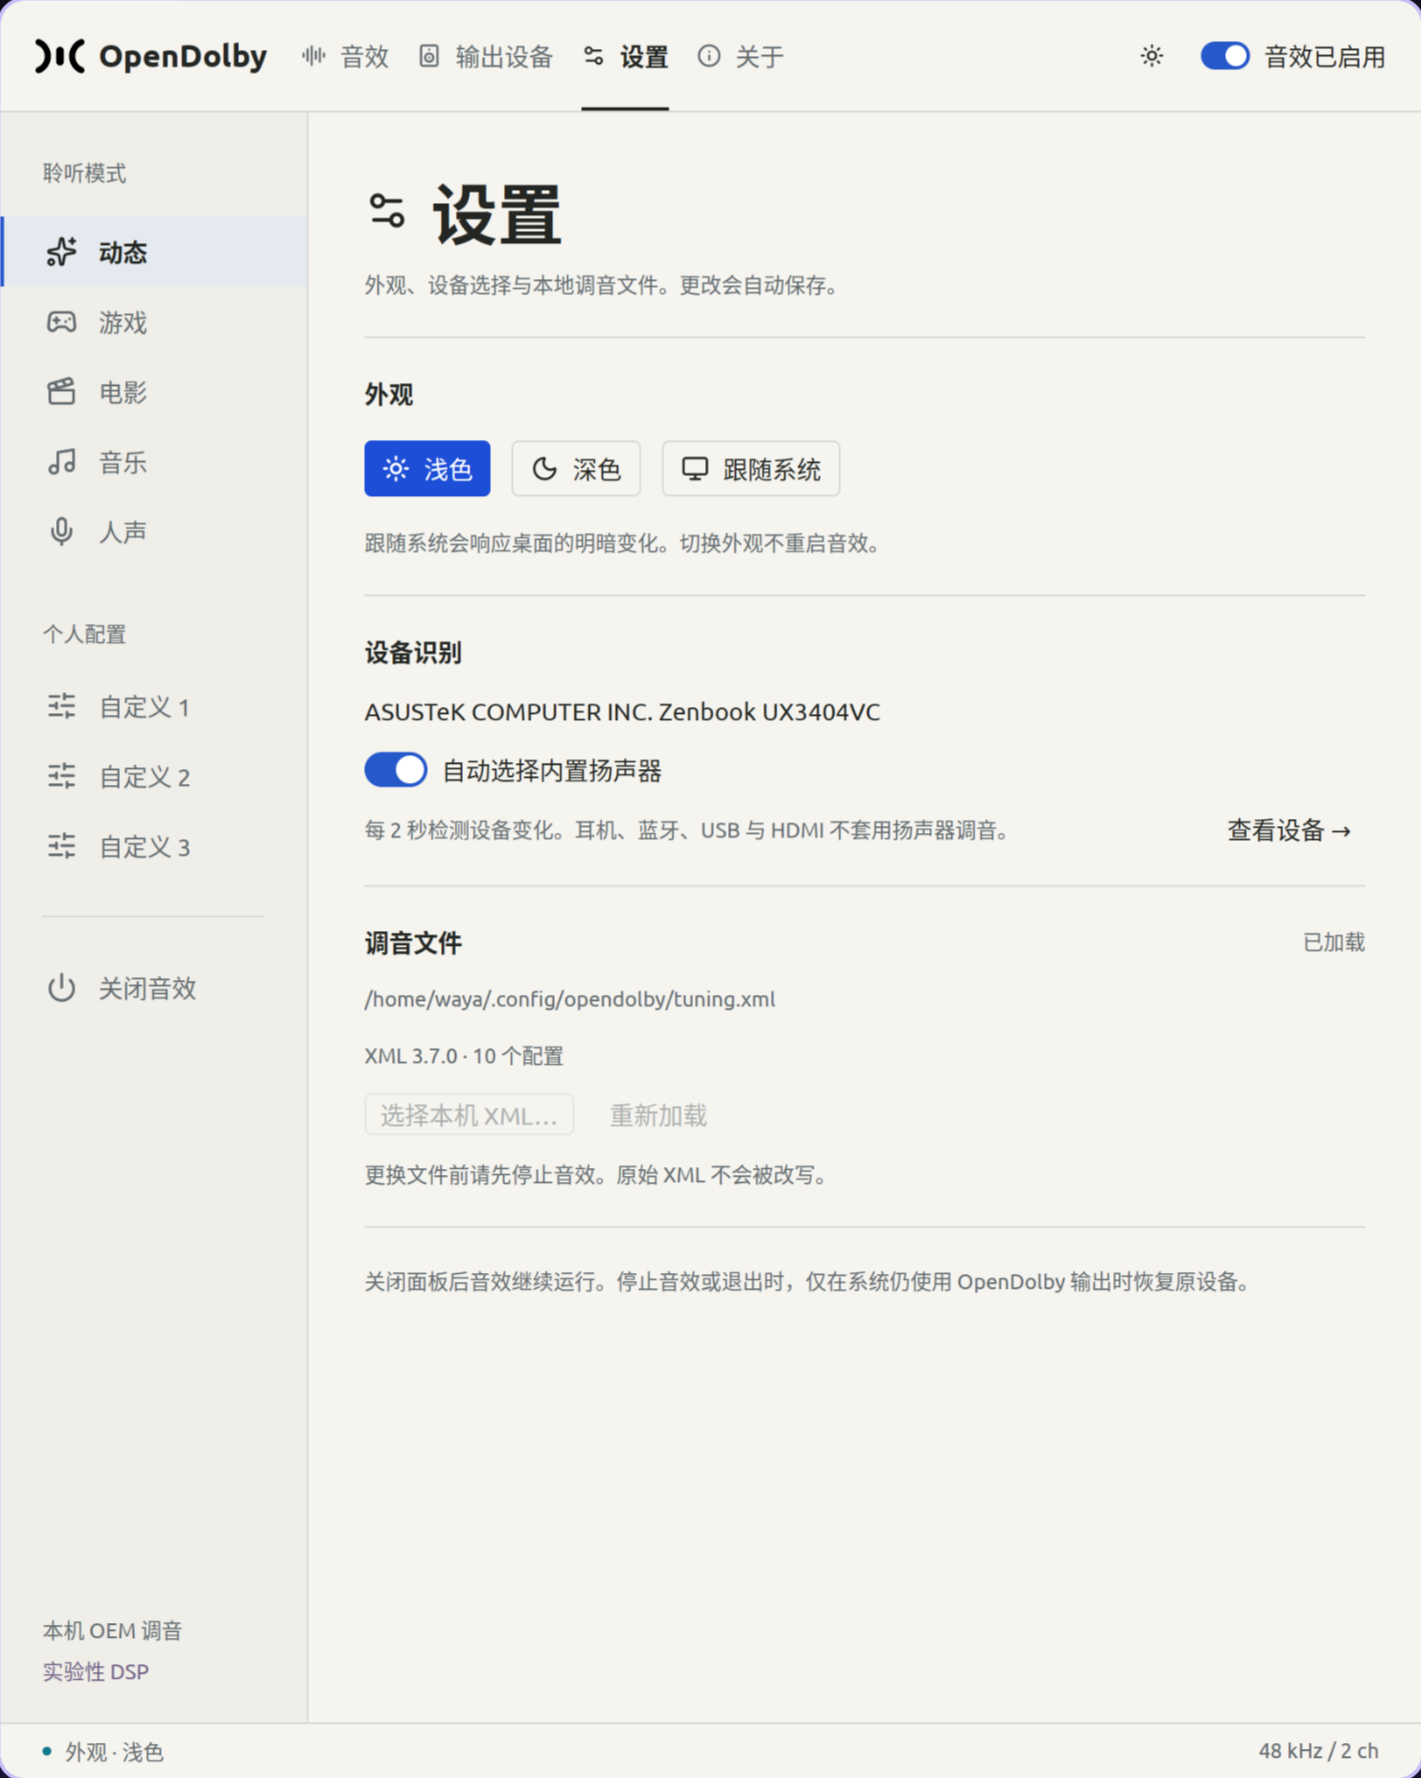 OpenDolby 音效 输出设备 设置 关于 音效已启用
聆听模式
动态
游戏
电影
音乐
人声
个人配置
自定义 1
自定义 2
自定义 3
关闭音效
本机 OEM 调音
实验性 DSP
设置
外观、设备选择与本地调音文件。更改会自动保存。
外观
浅色 深色 跟随系统
跟随系统会响应桌面的明暗变化。切换外观不重启音效。
设备识别
ASUSTeK COMPUTER INC. Zenbook UX3404VC
自动选择内置扬声器
每 2 秒检测设备变化。耳机、蓝牙、USB 与 HDMI 不套用扬声器调音。 查看设备 →
调音文件 已加载
/home/waya/.config/opendolby/tuning.xml
XML 3.7.0 · 10 个配置
选择本机 XML... 重新加载
更换文件前请先停止音效。原始 XML 不会被改写。
关闭面板后音效继续运行。停止音效或退出时，仅在系统仍使用 OpenDolby 输出时恢复原设备。
外观 · 浅色 48 kHz / 2 ch